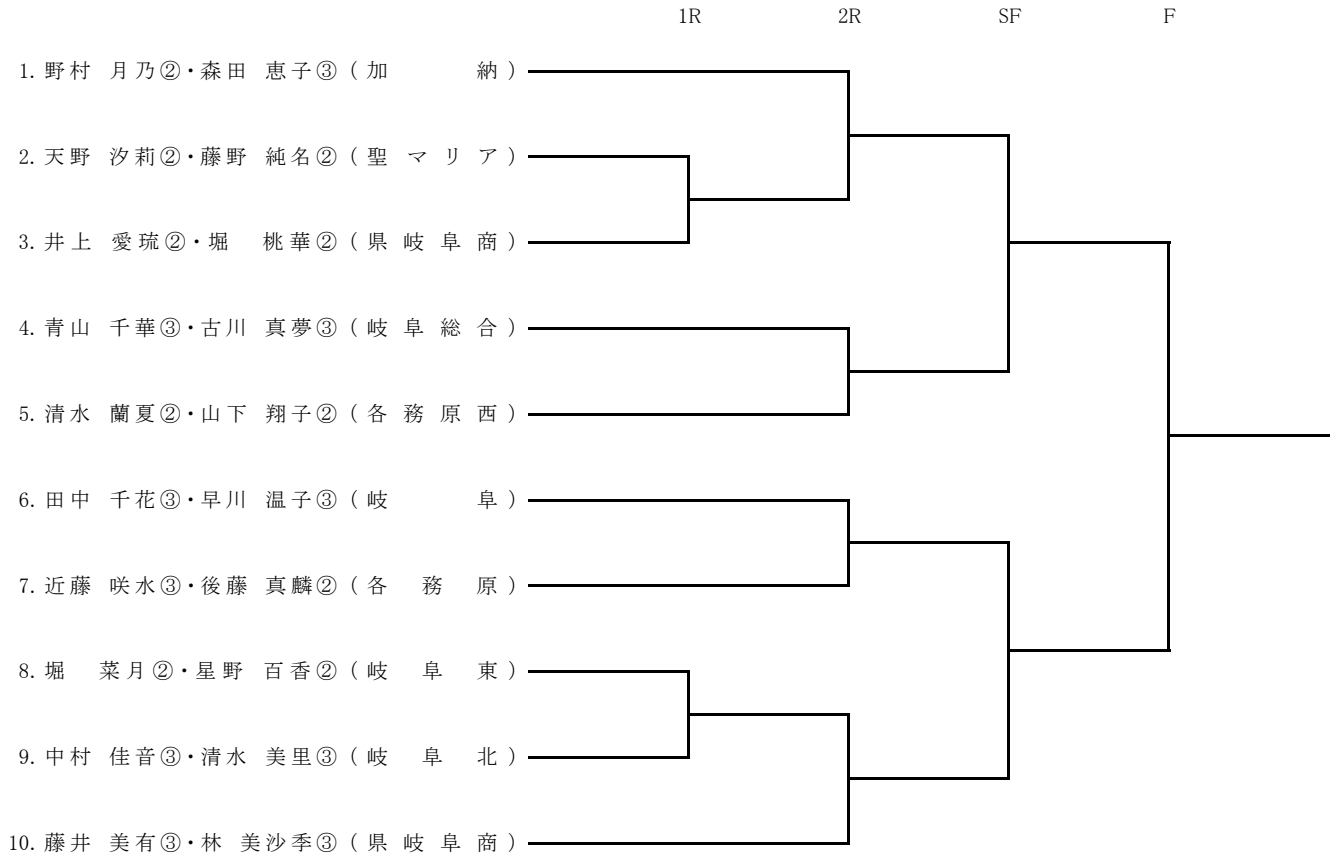 1R 2R SF F
1. 野村 月乃②・森田 恵子③ (加 納)
2. 天野 汐莉②・藤野 純名② (聖 マ リ ア)
3. 井上 愛琉②・堀 桃華② (県 岐 阜 商)
4. 青山 千華③・古川 真夢③ (岐 阜 総 合)
5. 清水 蘭夏②・山下 翔子② (各 務 原 西)
6. 田中 千花③・早川 温子③ (岐 阜)
7. 近藤 咲水③・後藤 真麟② (各 務 原)
8. 堀 菜月②・星野 百香② (岐 阜 東)
9. 中村 佳音③・清水 美里③ (岐 阜 北)
10. 藤井 美有③・林 美沙季③ (県 岐 阜 商)